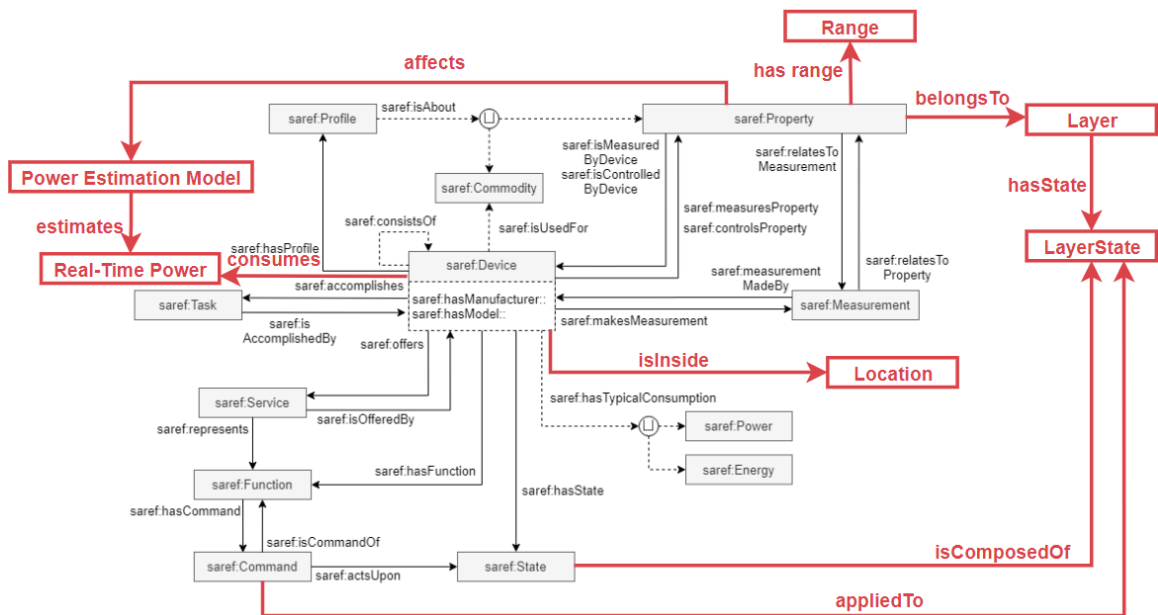 Range
affects
has range
belongsTo
saref:isAbout
saref:Profile
saref:Property
Layer
saref:isMeasured
ByDevice
saref:isControlled
ByDevice
saref:relatesTo
Measurement
Power Estimation Model
saref:Commodity
hasState
saref:consistsOf
saref:measuresProperty
saref:controlsProperty
estimates
saref:isUsedFor
saref:hasProfile
LayerState
consumes
saref:Device
Real-Time Power
saref:relatesTo
Property
saref:measurement
MadeBy
saref:accomplishes
saref:Task
saref:hasManufacturer::
saref:hasModel::
saref:Measurement
saref:is
AccomplishedBy
saref:makesMeasurement
saref:offers
isInside
Location
saref:Service
saref:isOfferedBy
saref:hasTypicalConsumption
saref:represents
saref:Power
saref:hasFunction
saref:Energy
saref:Function
saref:hasState
saref:hasCommand
saref:isCommandOf
isComposedOf
saref:Command
saref:State
saref:actsUpon
appliedTo